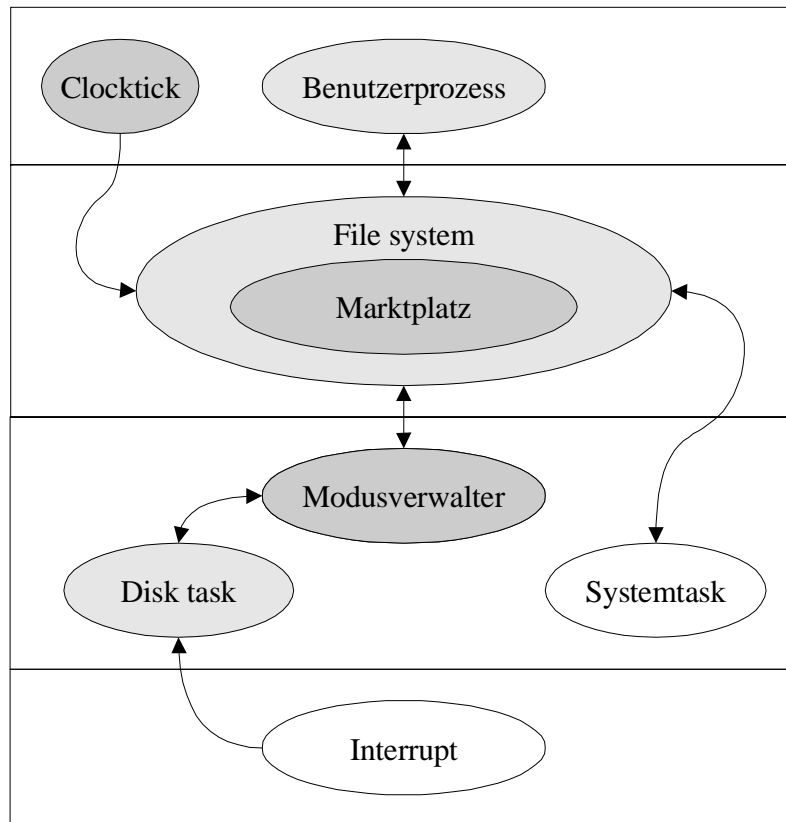 Clocktick
Benutzerprozess
File system
Marktplatz
Modusverwalter
Disk task
Systemtask
Interrupt